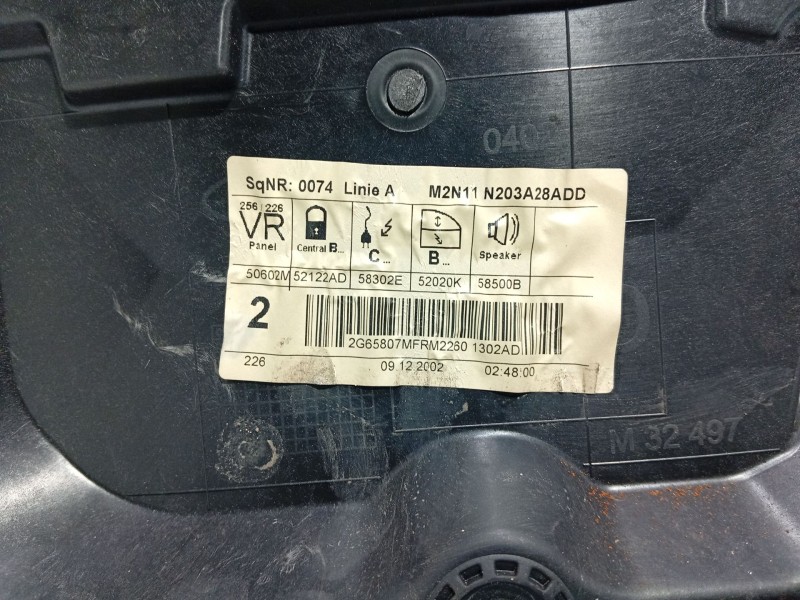 SqNR: 0074 Linie A M2N11 N203A28ADD
256 226
VR
Panel
Central B...
C...
B...
Speaker
50602M 52122AD 58302E 52020K 58500B
2
2G65807MFRM2260 1302AD
226 09.12.2002 02:48:00
M 32 497